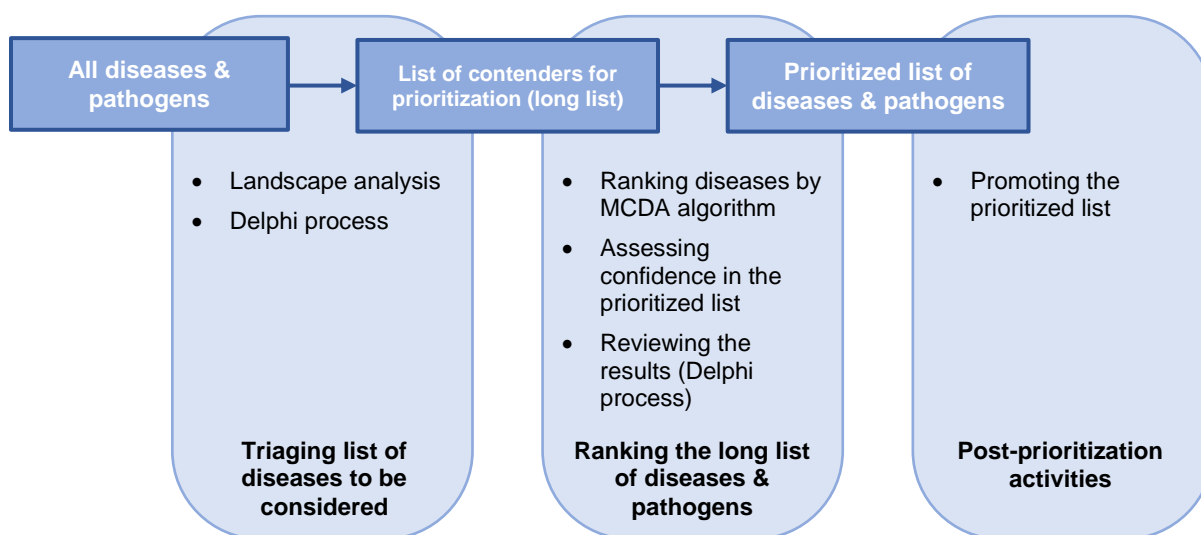 All diseases &
pathogens
List of contenders for
prioritization (long list)
Prioritized list of
diseases & pathogens
• Landscape analysis
• Delphi process
Triaging list of
diseases to be
considered
• Ranking diseases by
MCDA algorithm
• Assessing
confidence in the
prioritized list
• Reviewing the
results (Delphi
process)
Ranking the long list
of diseases &
pathogens
• Promoting the
prioritized list
Post-prioritization
activities